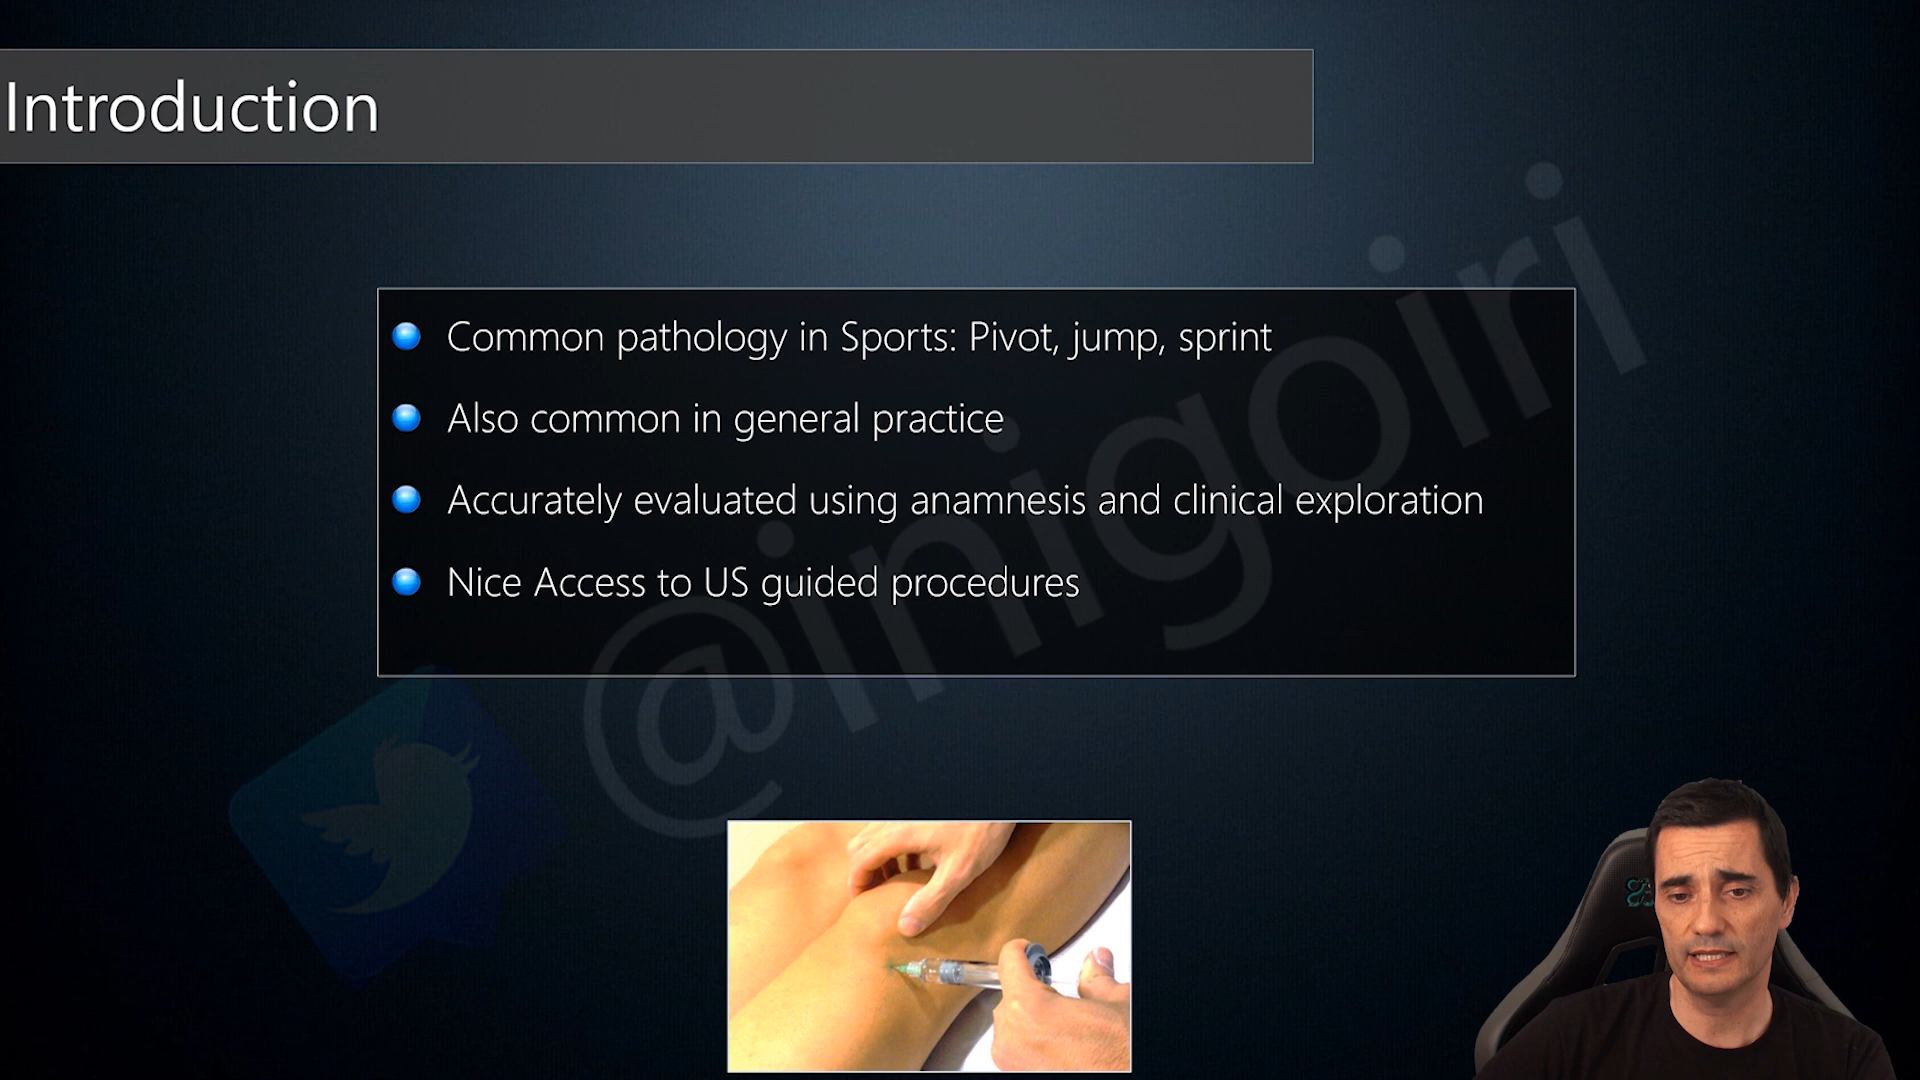 Introduction
Common pathology in Sports: Pivot, jump, sprint
Also common in general practice
Accurately evaluated using anamnesis and clinical exploration
Nice Access to US guided procedures
@inigoiri